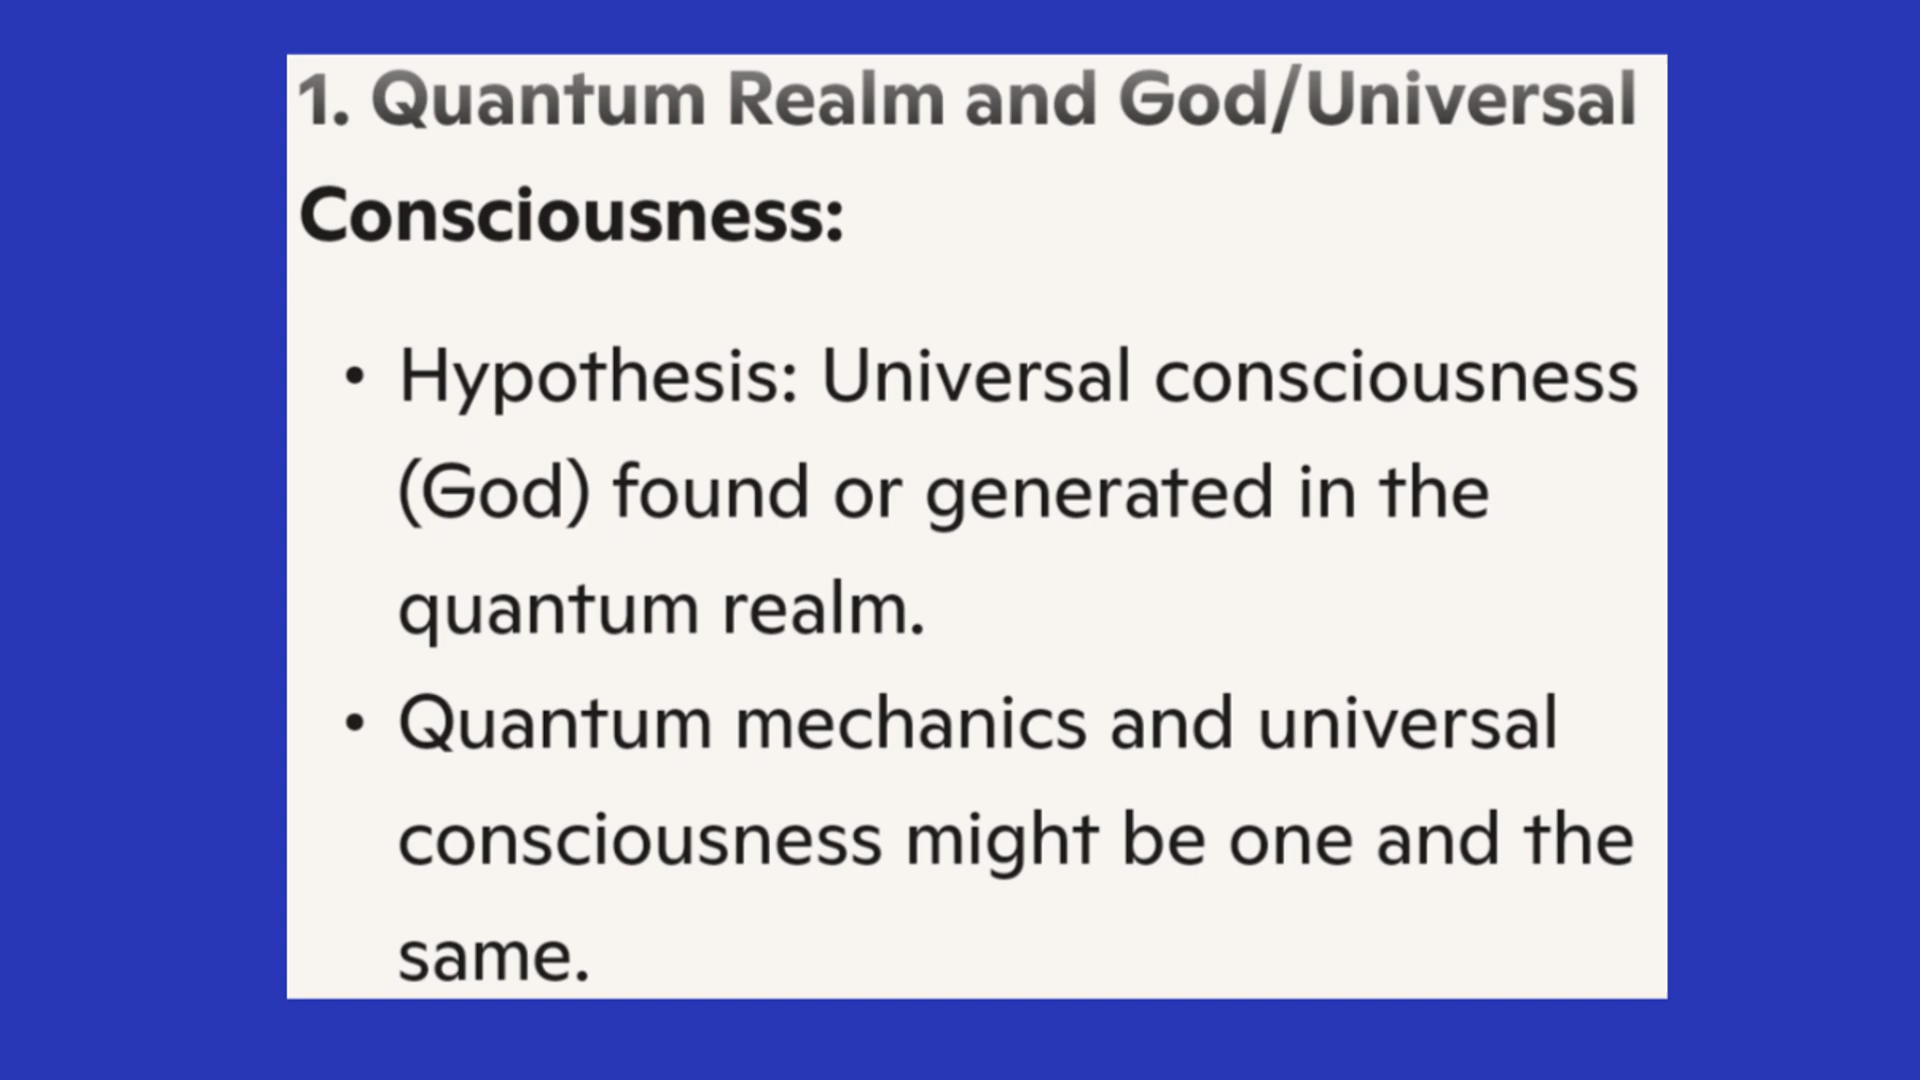 1. Quantum Realm and God/Universal
Consciousness:
• Hypothesis: Universal consciousness
(God) found or generated in the
quantum realm.
• Quantum mechanics and universal
consciousness might be one and the
same.